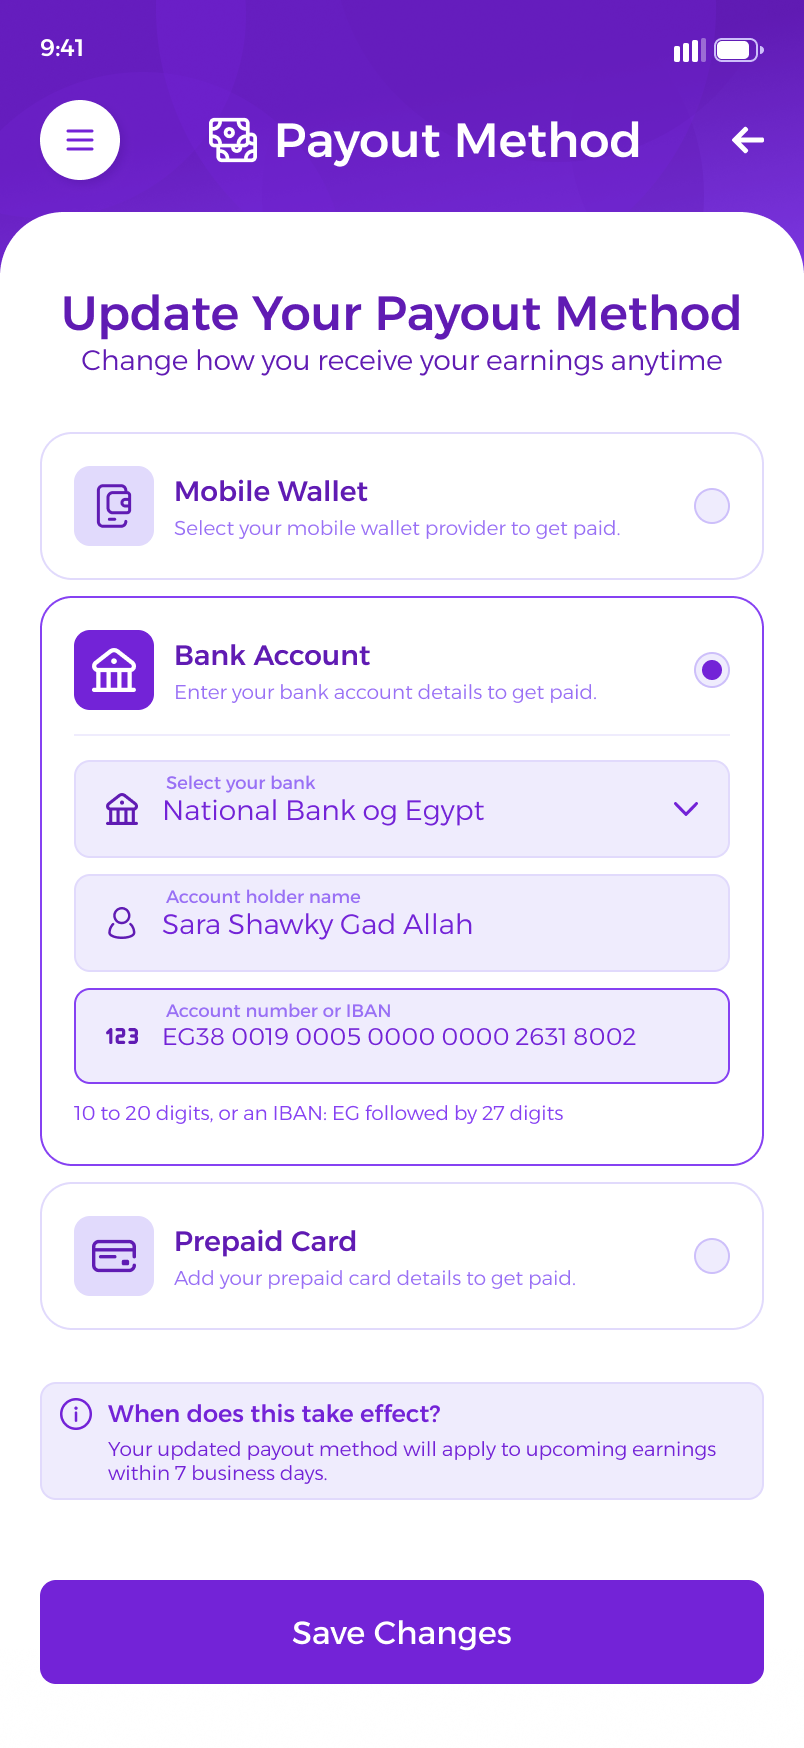 9:41
Payout Method
Update Your Payout Method
Change how you receive your earnings anytime
Mobile Wallet
Select your mobile wallet provider to get paid.
Bank Account
Enter your bank account details to get paid.
Select your bank
National Bank og Egypt
Account holder name
Sara Shawky Gad Allah
Account number or IBAN
123
EG38 0019 0005 0000 0000 2631 8002
10 to 20 digits, or an IBAN: EG followed by 27 digits
Prepaid Card
Add your prepaid card details to get paid.
When does this take effect?
Your updated payout method will apply to upcoming earnings
within 7 business days.
Save Changes